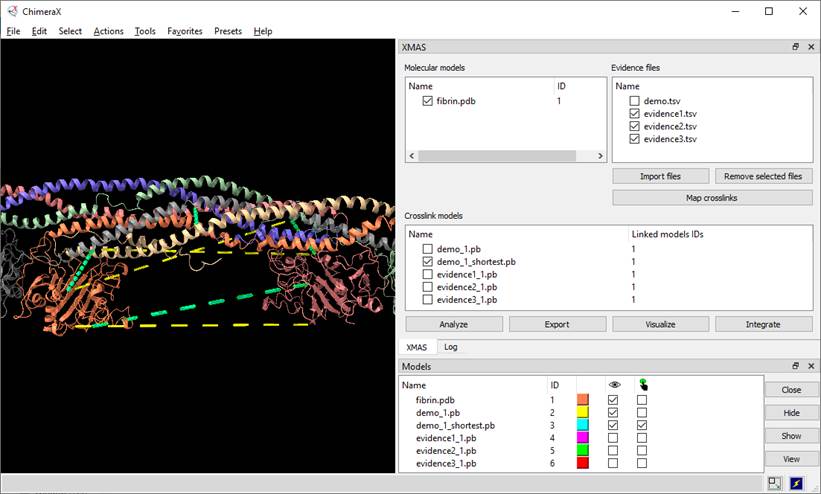 ChimeraX
File Edit Select Actions Tools Favorites Presets Help
XMAS
Molecular models
Name ID
fibrin.pdb 1
Evidence files
Name
demo.tsv
evidence1.tsv
evidence2.tsv
evidence3.tsv
Import files Remove selected files
Map crosslinks
Crosslink models
Name Linked models IDs
demo_1.pb 1
demo_1_shortest.pb 1
evidence1_1.pb 1
evidence2_1.pb 1
evidence3_1.pb 1
Analyze Export Visualize Integrate
XMAS Log
Models
Name ID
fibrin.pdb 1
demo_1.pb 2
demo_1_shortest.pb 3
evidence1_1.pb 4
evidence2_1.pb 5
evidence3_1.pb 6
Close
Hide
Show
View